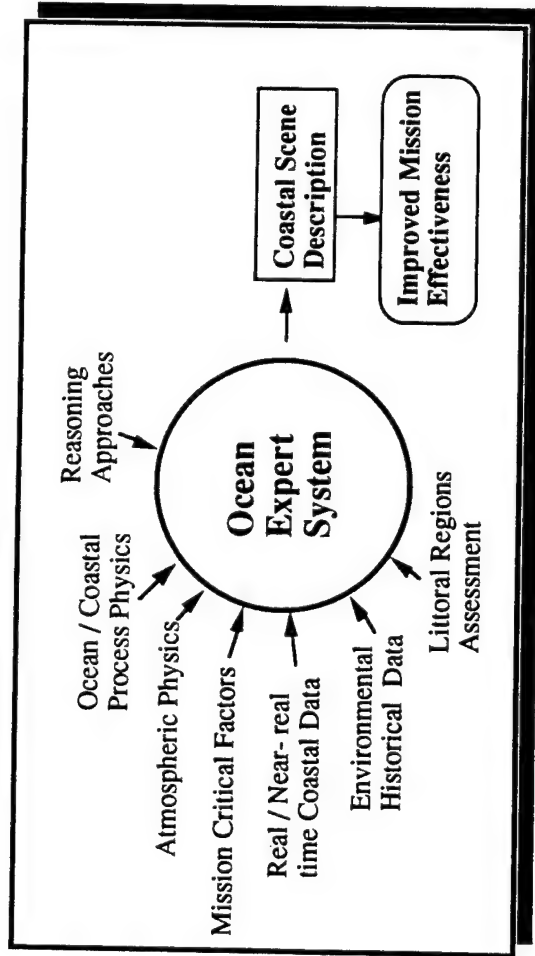 Reasoning
Approaches
Ocean / Coastal
Process Physics
Atmospheric Physics
Mission Critical Factors
Real / Near- real
time Coastal Data
Environmental
Historical Data
Littoral Regions
Assessment
Ocean
Expert
System
Coastal Scene
Description
Improved Mission
Effectiveness